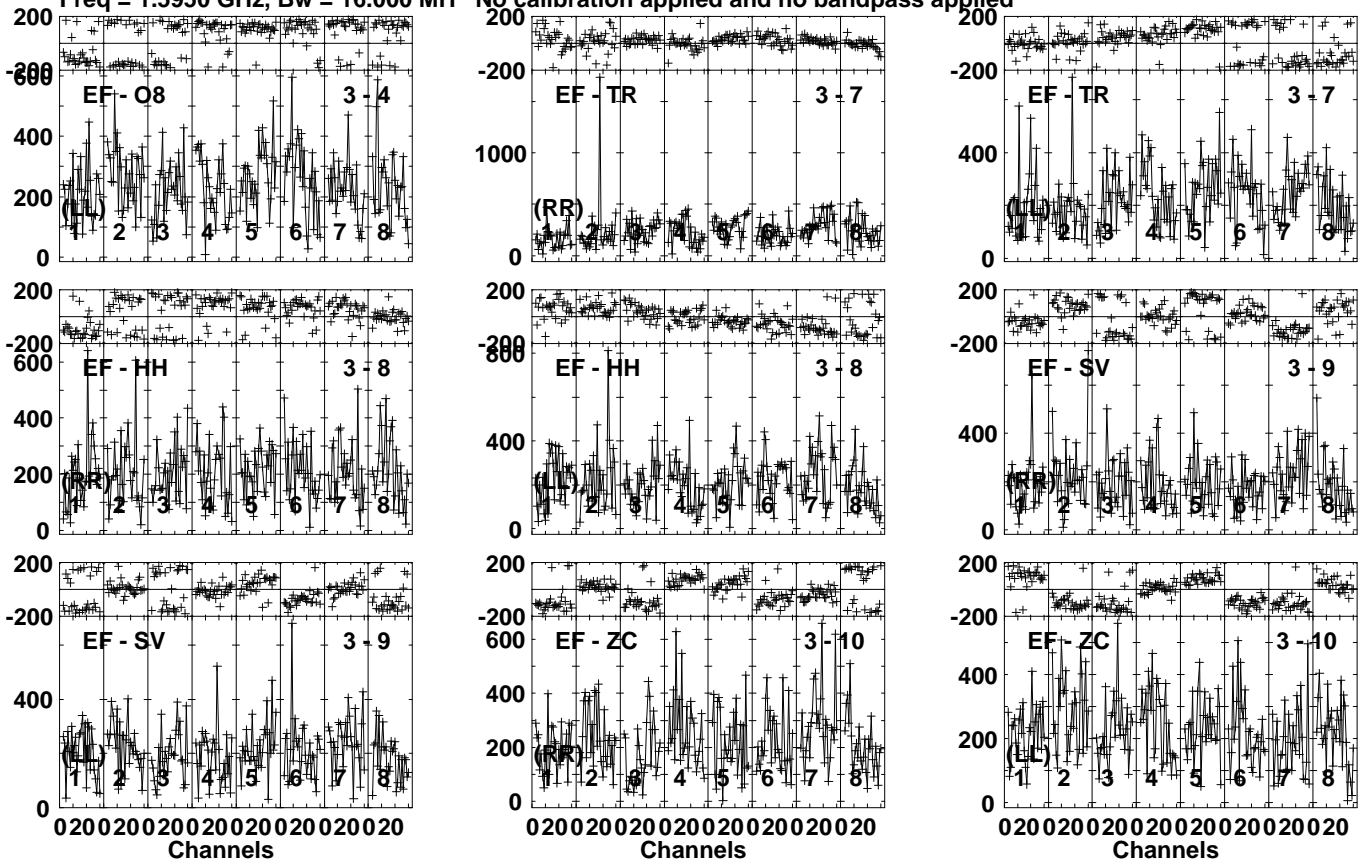 Freq = 1.5950 GHz, Bw = 16.000 MH No calibration applied and no bandpass applied
200 200 200
-200 -200 -200
600
EF - O8 3 - 4 EF - TR 3 - 7 EF - TR 3 - 7
400 1000 400
200
(LL) (RR) (LL)
1 2 3 4 5 6 7 8 1 2 3 4 5 6 7 8 1 2 3 4 5 6 7 8
0 0 0
200 200 200
-200 -200 -200
600 800
EF - HH 3 - 8 EF - HH 3 - 8 EF - SV 3 - 9
400 400 400
200
(RR) (LL) (RR)
1 2 3 4 5 6 7 8 1 2 3 4 5 6 7 8 1 2 3 4 5 6 7 8
0 0 0
200 200 200
-200 -200 -200
EF - SV 3 - 9 EF - ZC 3 - 10 EF - ZC 3 - 10
600
400 400 400
200 200 200
(LL) (RR) (LL)
1 2 3 4 5 6 7 8 1 2 3 4 5 6 7 8 1 2 3 4 5 6 7 8
0 0 0
0 20 0 20 0 20 0 20 0 20 0 20 0 20 0 20 0 20 0 20 0 20 0 20 0 20 0 20 0 20 0 20 0 20 0 20 0 20 0 20 0 20 0 20 0 20 0 20
Channels Channels Channels